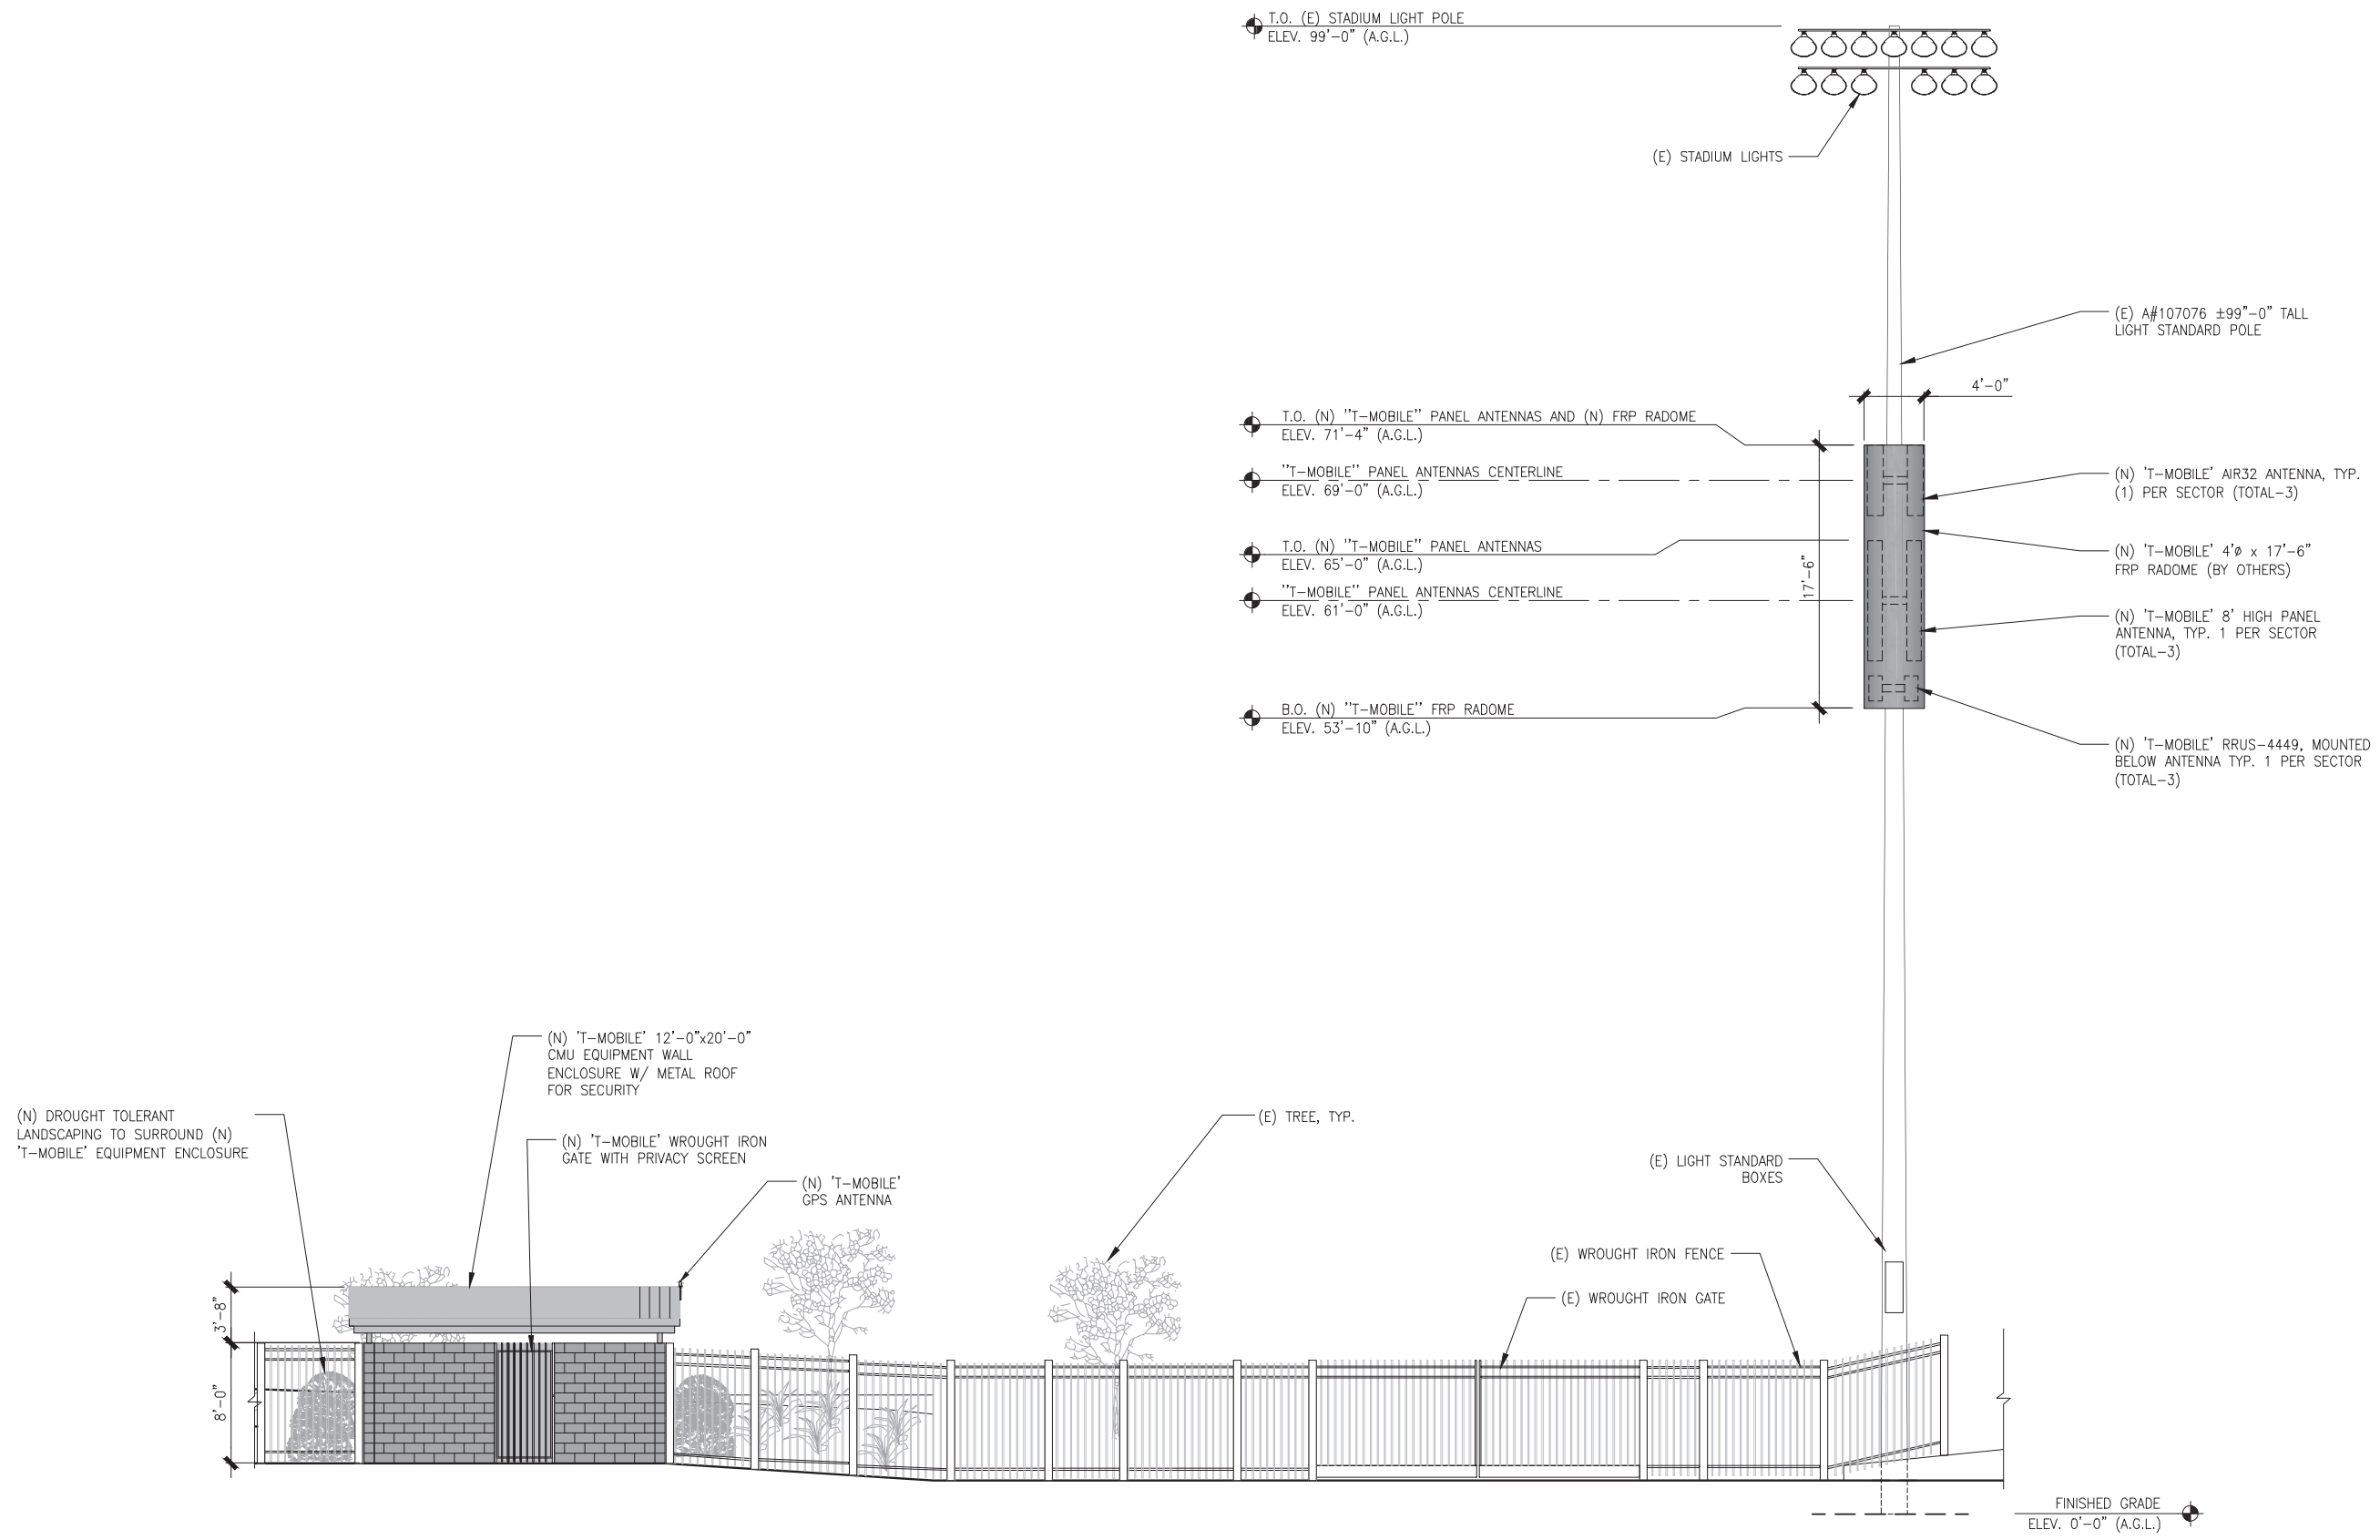 T.O. (E) STADIUM LIGHT POLE
ELEV. 99'-0" (A.G.L.)
(E) STADIUM LIGHTS
(E) A#107076 ±99"-0" TALL
LIGHT STANDARD POLE
4'-0"
T.O. (N) ''T-MOBILE'' PANEL ANTENNAS AND (N) FRP RADOME
ELEV. 71'-4" (A.G.L.)
''T-MOBILE'' PANEL ANTENNAS CENTERLINE
ELEV. 69'-0" (A.G.L.)
T.O. (N) ''T-MOBILE'' PANEL ANTENNAS
ELEV. 65'-0" (A.G.L.)
''T-MOBILE'' PANEL ANTENNAS CENTERLINE
ELEV. 61'-0" (A.G.L.)
B.O. (N) ''T-MOBILE'' FRP RADOME
ELEV. 53'-10" (A.G.L.)
17'-6"
(N) 'T-MOBILE' AIR32 ANTENNA, TYP.
(1) PER SECTOR (TOTAL-3)
(N) 'T-MOBILE' 4'ø x 17'-6"
FRP RADOME (BY OTHERS)
(N) 'T-MOBILE' 8' HIGH PANEL
ANTENNA, TYP. 1 PER SECTOR
(TOTAL-3)
(N) 'T-MOBILE' RRUS-4449, MOUNTED
BELOW ANTENNA TYP. 1 PER SECTOR
(TOTAL-3)
(N) 'T-MOBILE' 12'-0"x20'-0"
CMU EQUIPMENT WALL
ENCLOSURE W/ METAL ROOF
FOR SECURITY
(N) DROUGHT TOLERANT
LANDSCAPING TO SURROUND (N)
'T-MOBILE' EQUIPMENT ENCLOSURE
(N) 'T-MOBILE' WROUGHT IRON
GATE WITH PRIVACY SCREEN
(N) 'T-MOBILE'
GPS ANTENNA
(E) TREE, TYP.
(E) LIGHT STANDARD
BOXES
(E) WROUGHT IRON FENCE
(E) WROUGHT IRON GATE
3'-8"
8'-0"
FINISHED GRADE
ELEV. 0'-0" (A.G.L.)